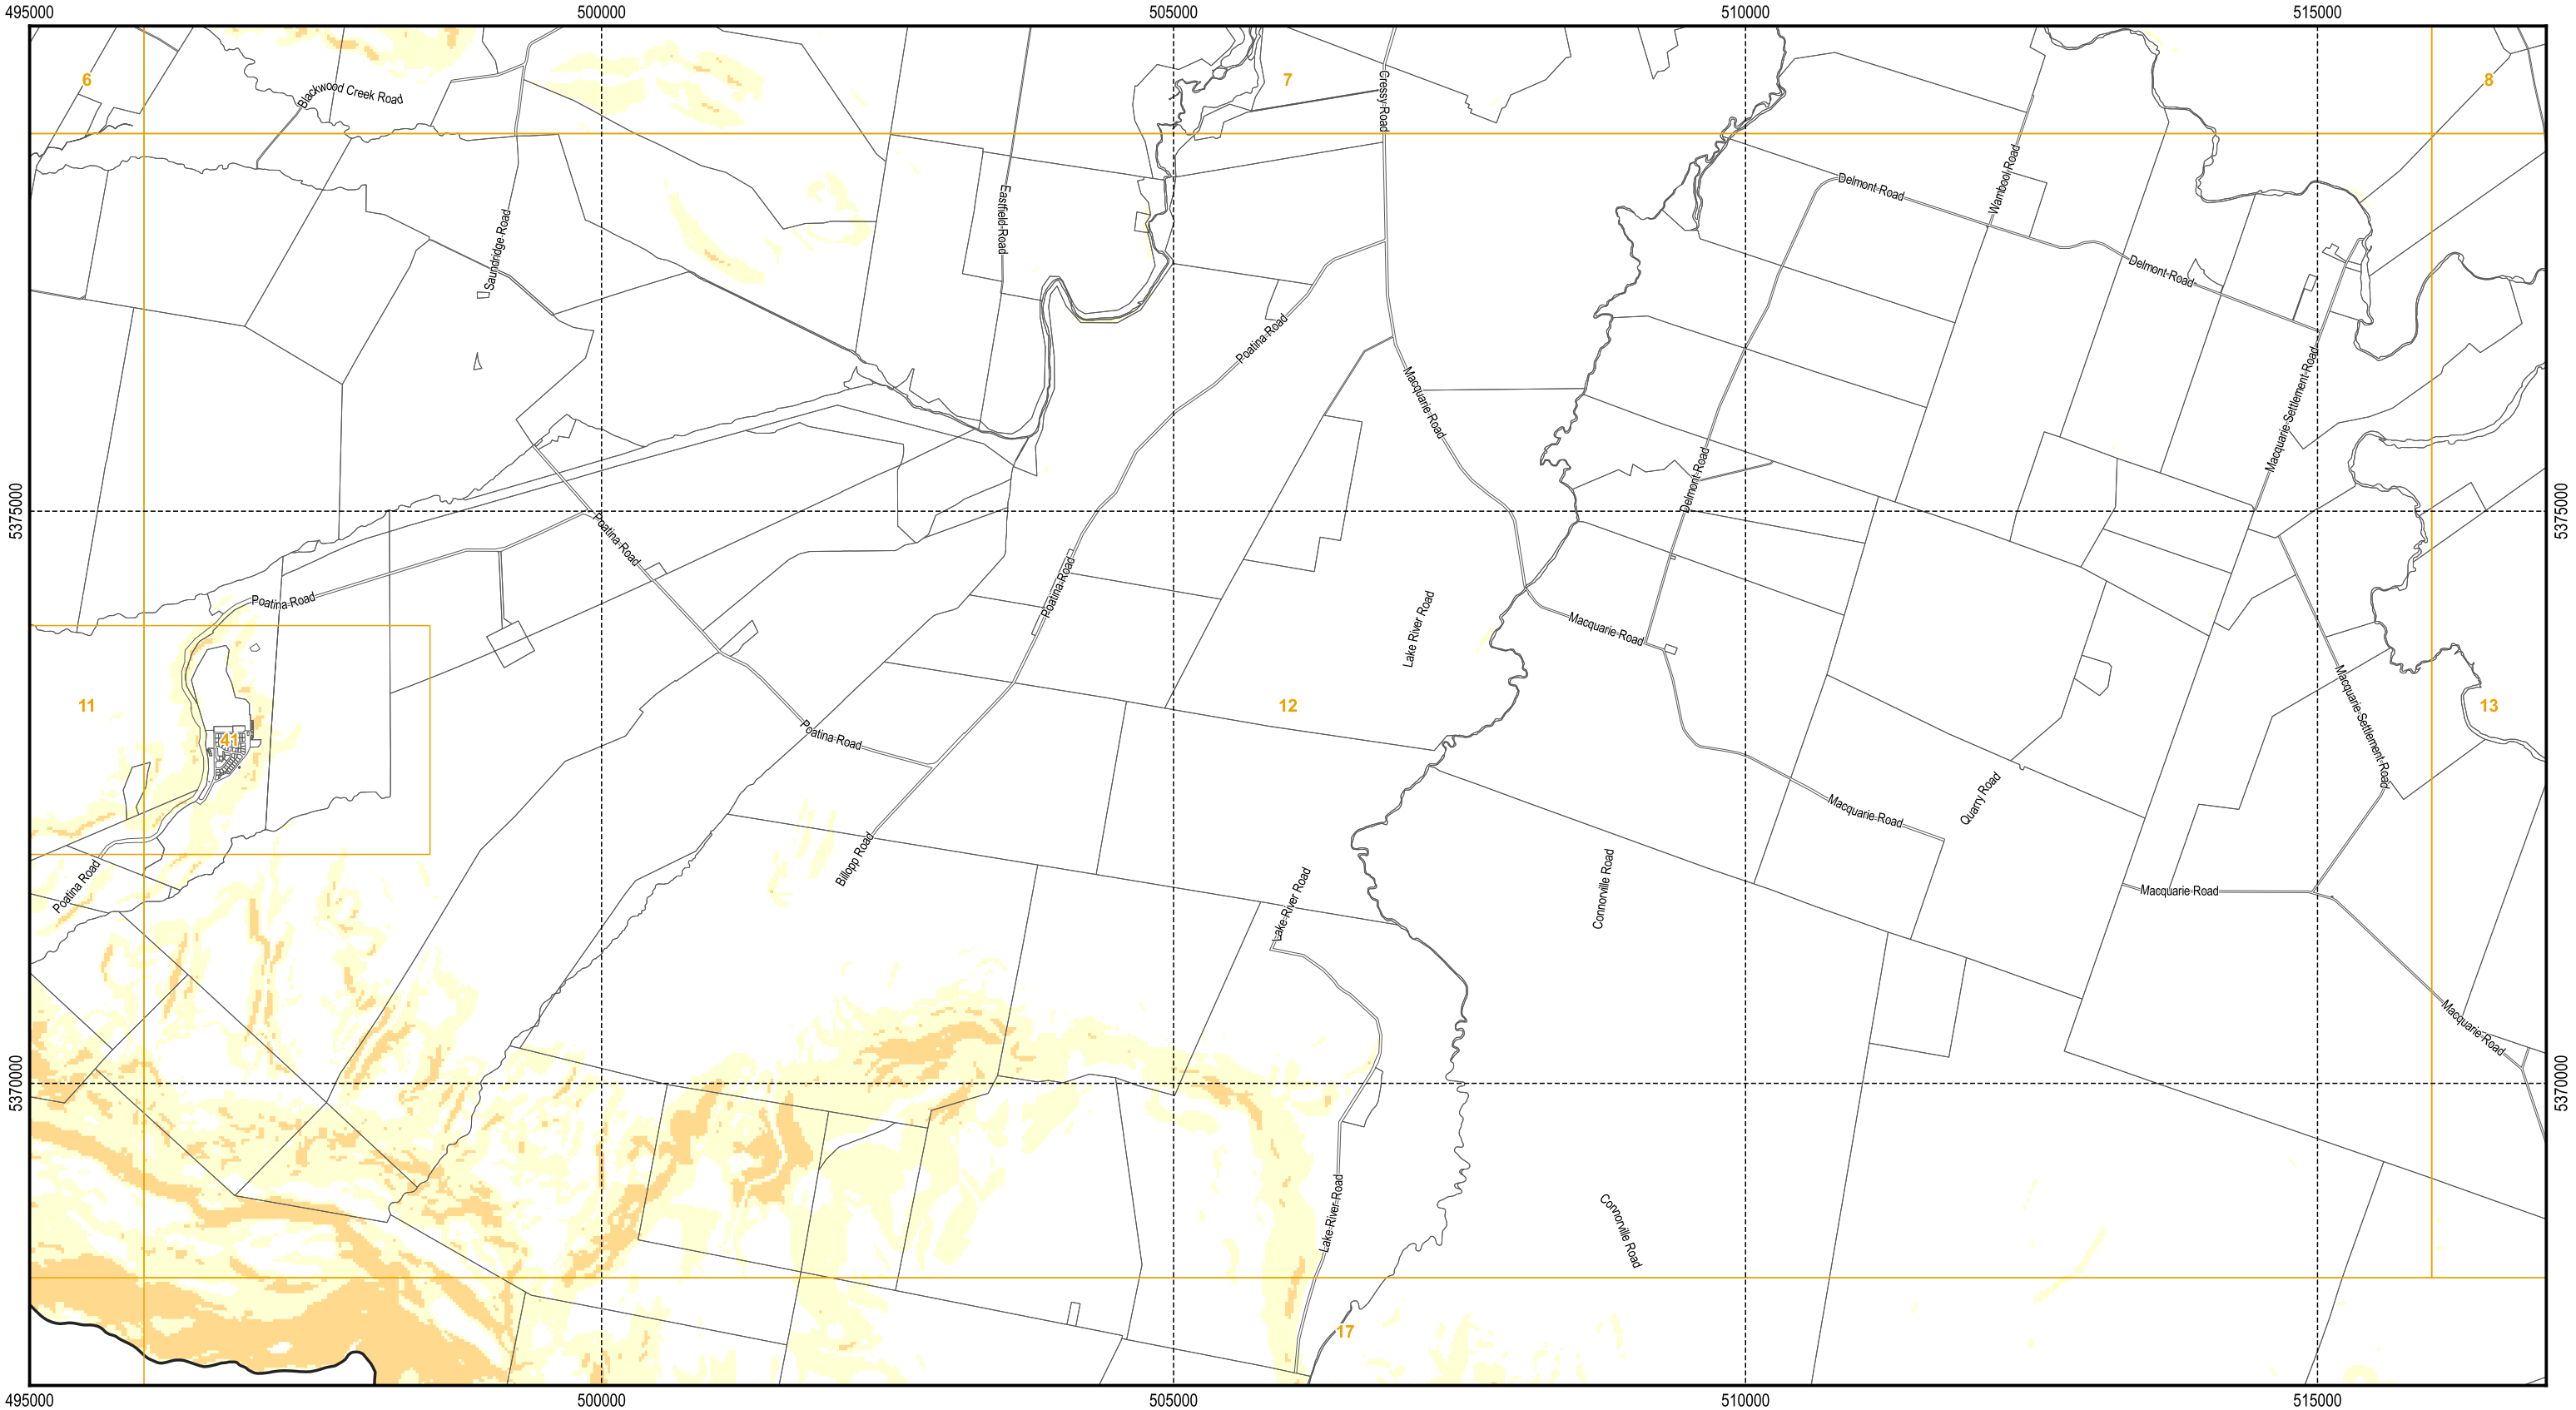 495000 500000 505000 510000 515000
6 7 8
Cressy Road
Blackwood Creek Road
Wambool Road
Delmont Road
Eastfield Road
Saundridge Road
Delmont Road
Poatina Road
Macquarie Road
Macquarie Settlement Road
Delmont Road
5375000 5375000
Poatina Road
Poatina Road
Poatina Road
Lake River Road
Macquarie Road
11 12 13
Macquarie Settlement Road
41
Poatina Road
Quarry Road
Macquarie Road
Billopp Road
Poatina Road
Connorville Road
Lake River Road
Macquarie Road
Macquarie Road
5370000 5370000
Lake River Road
Connorville Road
17
495000 500000 505000 510000 515000